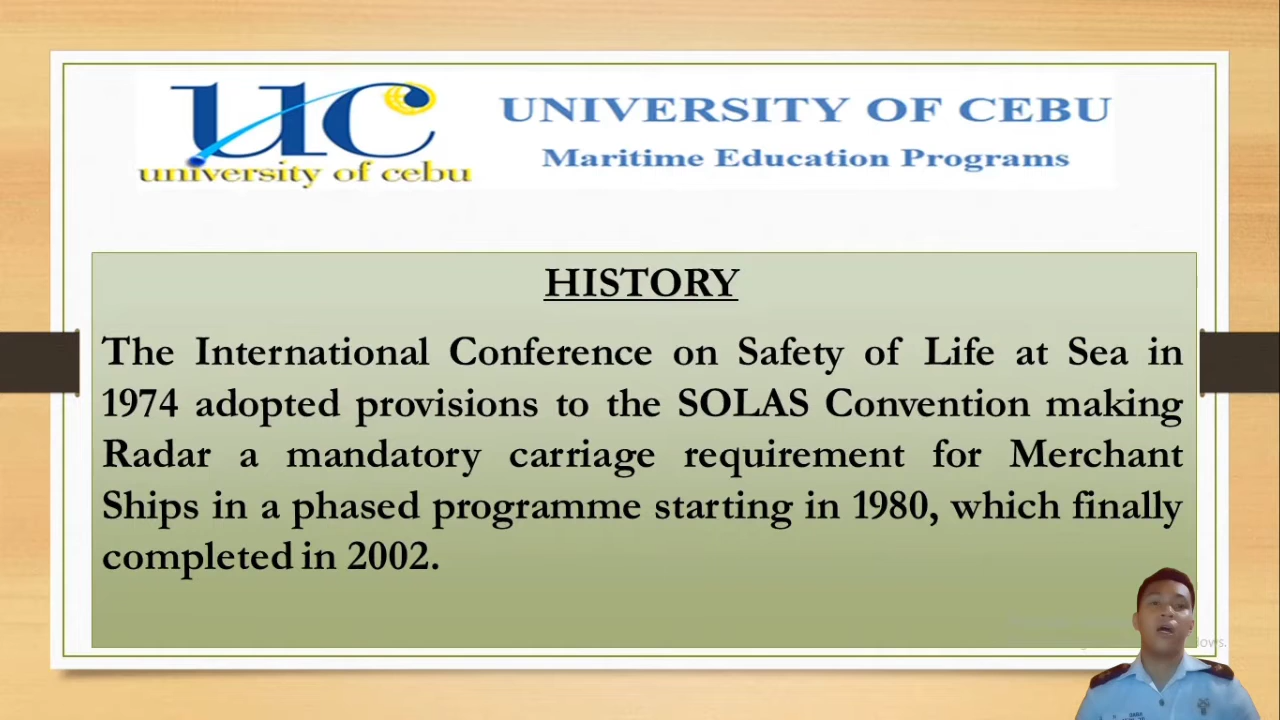 uc
university of cebu
UNIVERSITY OF CEBU
Maritime Education Programs
HISTORY
The International Conference on Safety of Life at Sea in
1974 adopted provisions to the SOLAS Convention making
Radar a mandatory carriage requirement for Merchant
Ships in a phased programme starting in 1980, which finally
completed in 2002.